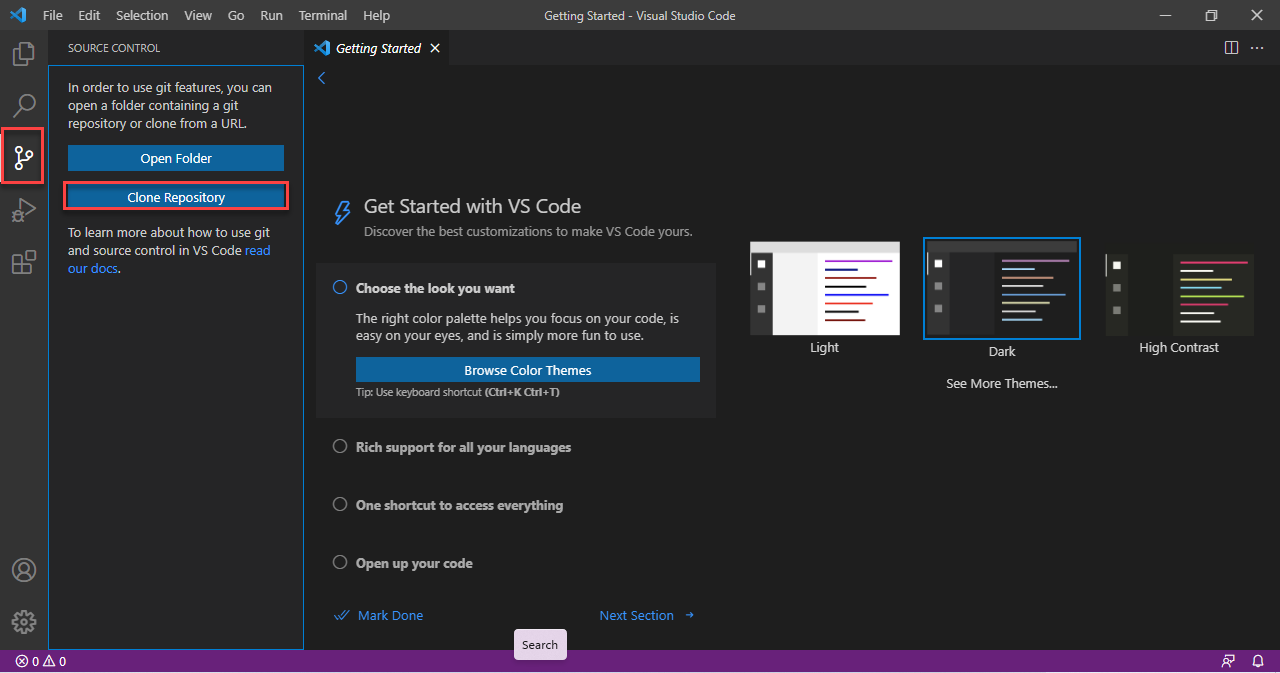 File Edit Selection View Go Run Terminal Help
Getting Started - Visual Studio Code
SOURCE CONTROL
Getting Started
In order to use git features, you can
open a folder containing a git
repository or clone from a URL.
Open Folder
Clone Repository
To learn more about how to use git
and source control in VS Code read
our docs.
Get Started with VS Code
Discover the best customizations to make VS Code yours.
Choose the look you want
The right color palette helps you focus on your code, is
easy on your eyes, and is simply more fun to use.
Browse Color Themes
Tip: Use keyboard shortcut (Ctrl+K Ctrl+T)
Rich support for all your languages
One shortcut to access everything
Open up your code
Mark Done
Next Section
Light
Dark
High Contrast
See More Themes...
Search
0 0